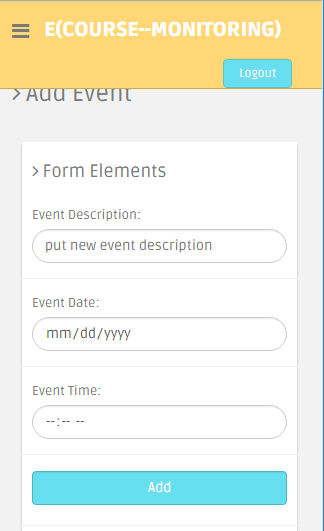 E(COURSE--MONITORING)
Logout
Add Event
Form Elements
Event Description:
put new event description
Event Date:
mm/dd/yyyy
Event Time:
--:-- --
Add